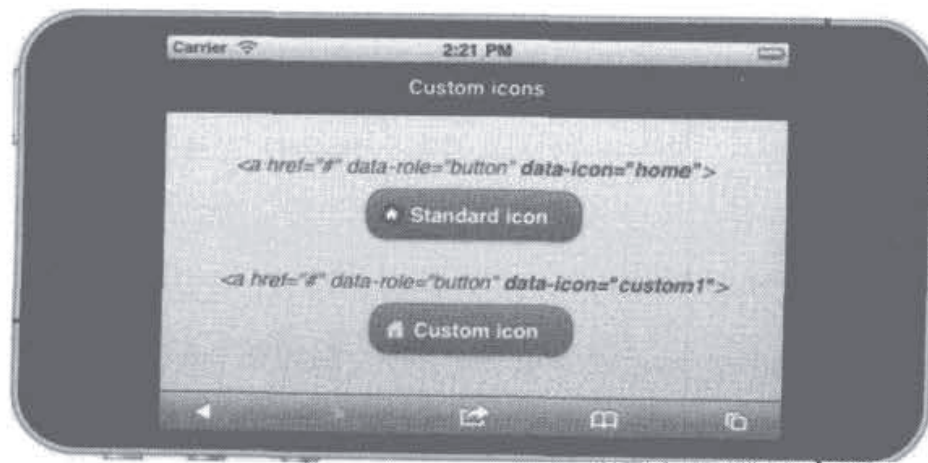 Carrier
2:21 PM
Custom icons
<a href="#" data-role="button" data-icon="home">
Standard icon
<a href="#" data-role="button" data-icon="custom1">
Custom icon